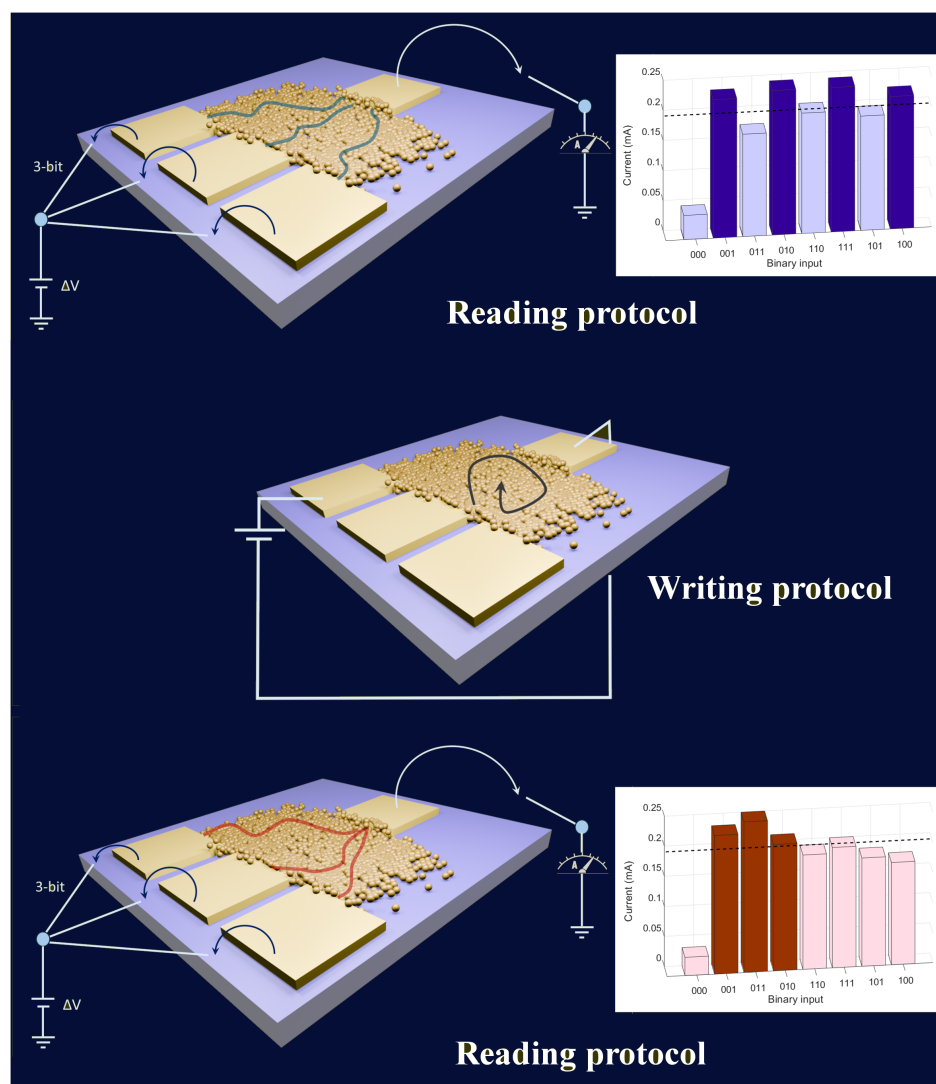 0.25
0.2
0.15
0.1
0.05
0
Current (mA)
000 001 011 010 110 111 101 100
Binary input
3-bit
A
ΔV
Reading protocol
Writing protocol
0.25
0.2
0.15
0.1
0.05
0
Current (mA)
000 001 011 010 110 111 101 100
Binary input
3-bit
A
ΔV
Reading protocol